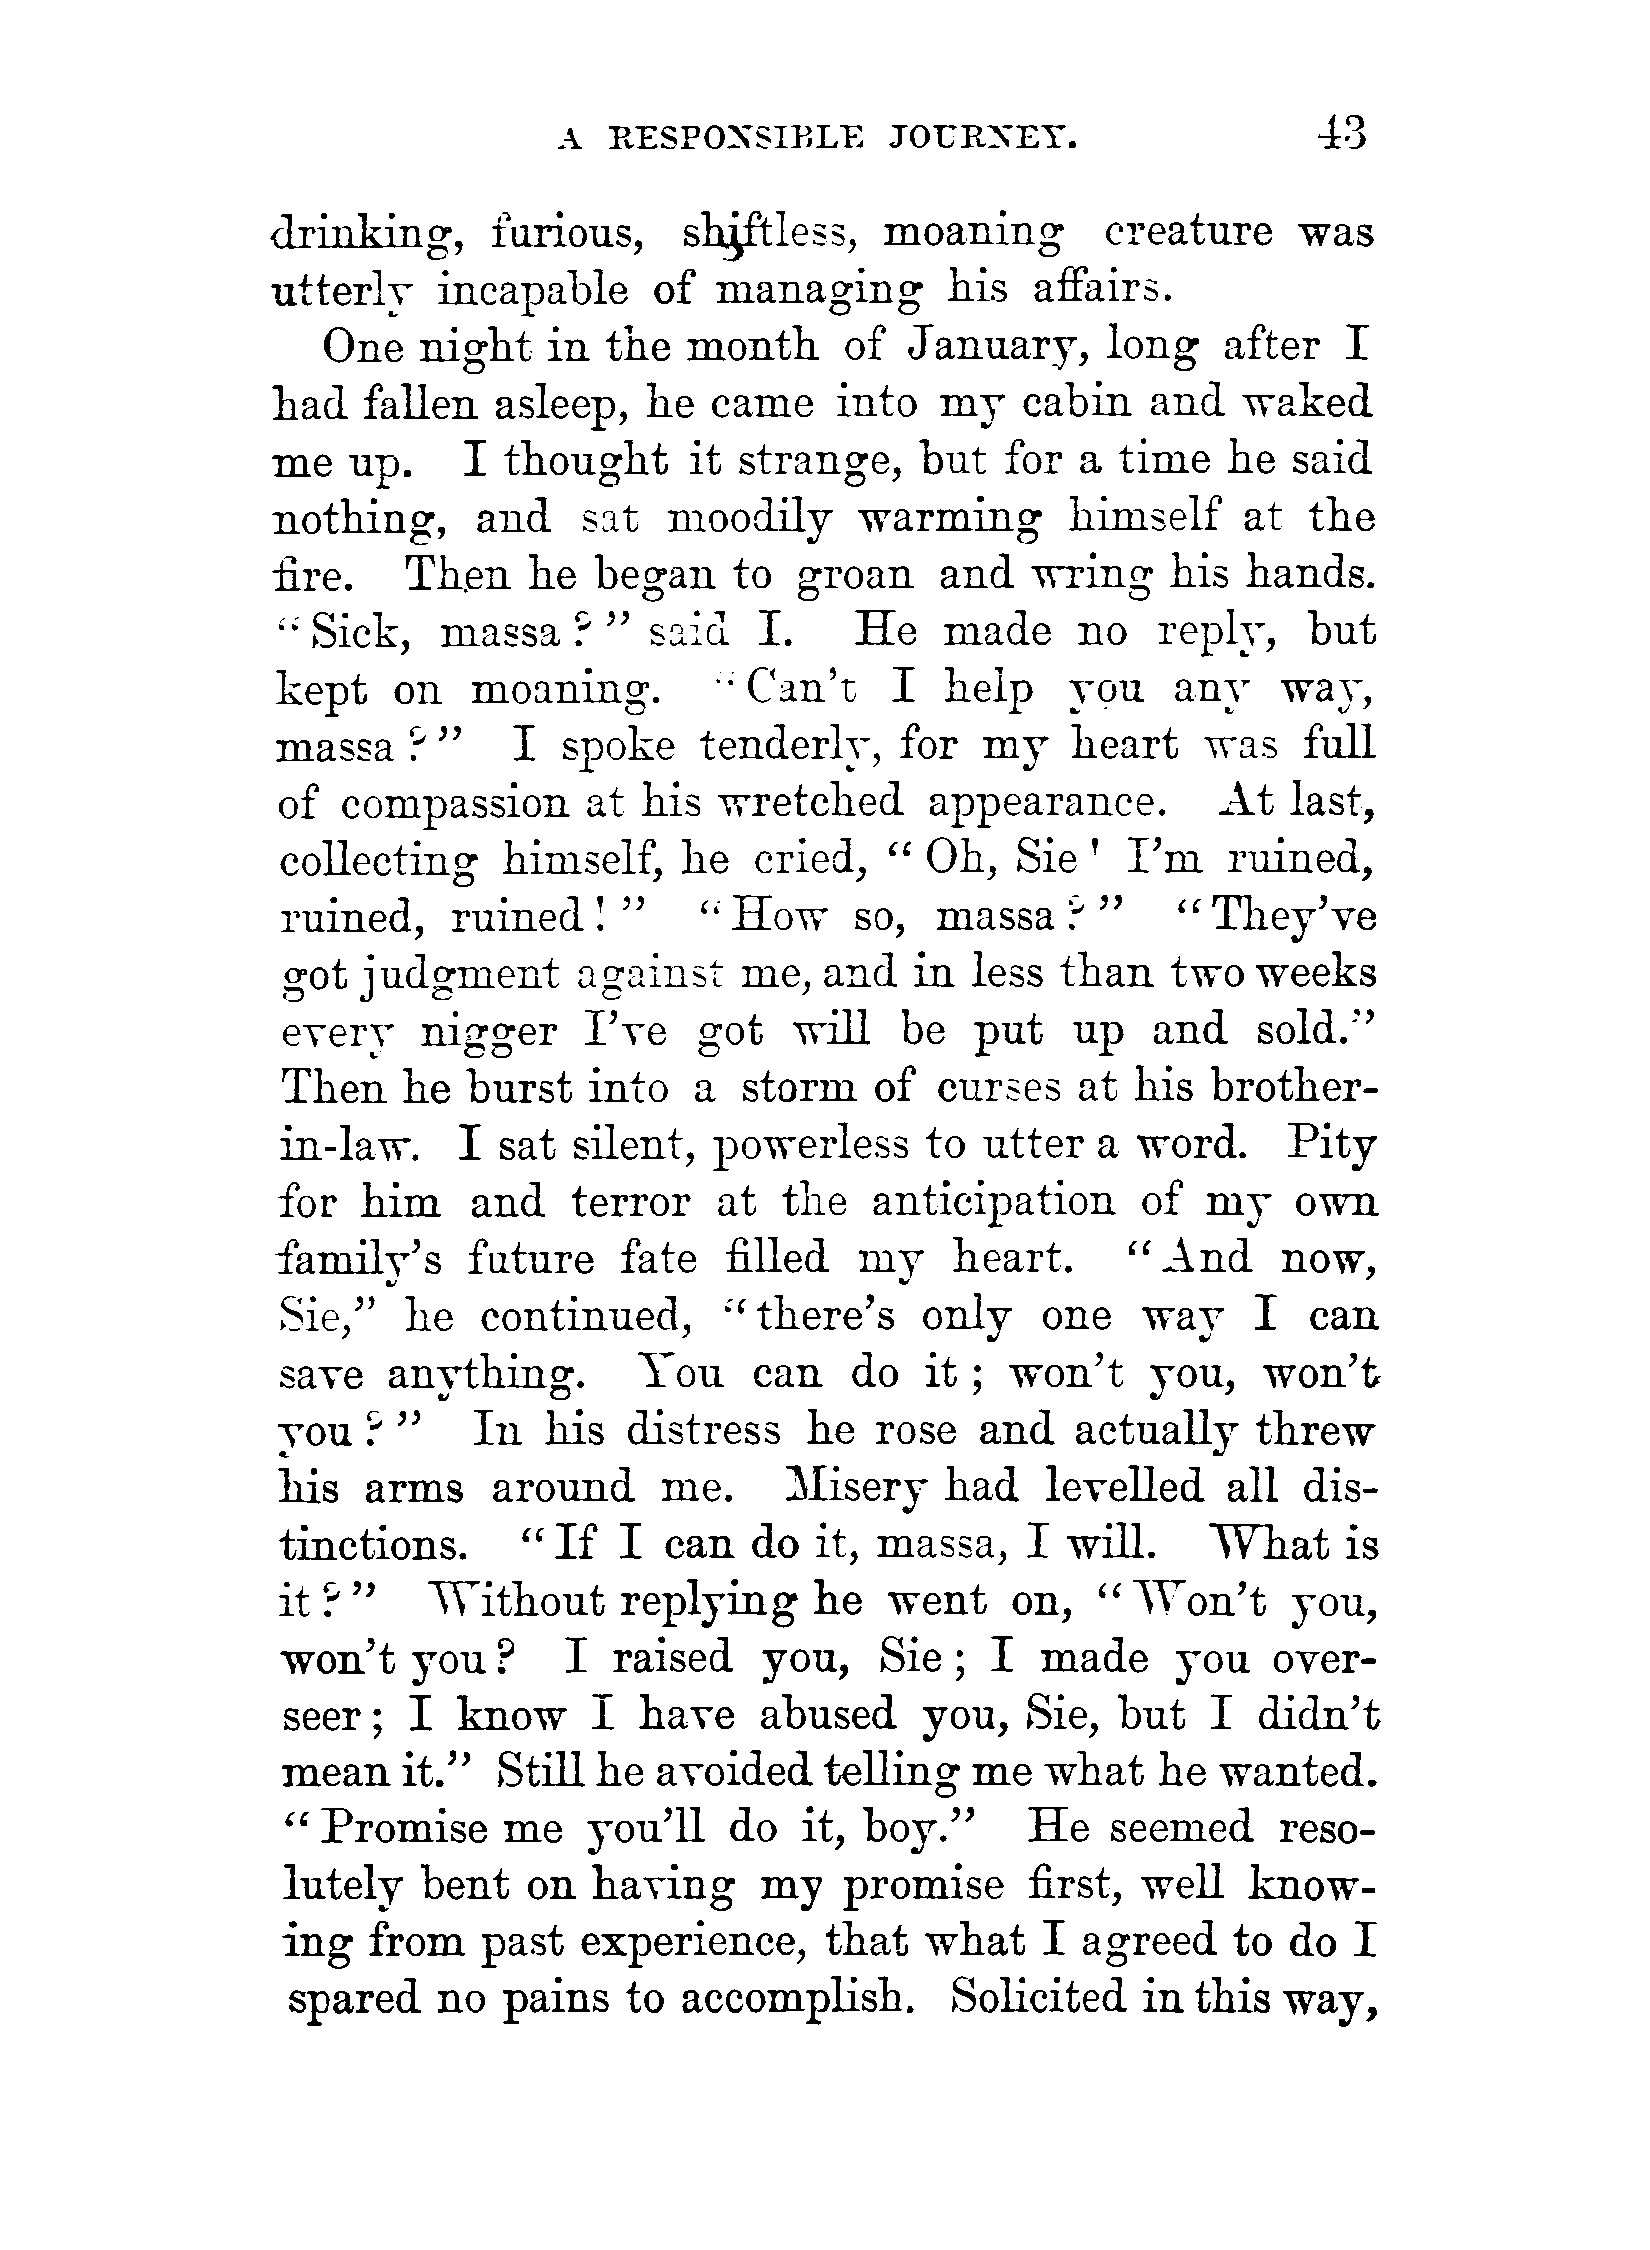 A RESPONSIBLE JOURNEY. 43
drinking, furious, shiftless, moaning creature was
utterly incapable of managing his affairs.
One night in the month of January, long after I
had fallen asleep, he came into my cabin and waked
me up. I thought it strange, but for a time he said
nothing, and sat moodily warming himself at the
fire. Then he began to groan and wring his hands.
“Sick, massa?” said I. He made no reply, but
kept on moaning. “Can’t I help you any way,
massa?” I spoke tenderly, for my heart was full
of compassion at his wretched appearance. At last,
collecting himself, he cried, “Oh, Sie! I’m ruined,
ruined, ruined!” “How so, massa?” “They’ve
got judgment against me, and in less than two weeks
every nigger I’ve got will be put up and sold.”
Then he burst into a storm of curses at his brother-
in-law. I sat silent, powerless to utter a word. Pity
for him and terror at the anticipation of my own
family’s future fate filled my heart. “And now,
Sie,” he continued, “there’s only one way I can
save anything. You can do it; won’t you, won’t
you?” In his distress he rose and actually threw
his arms around me. Misery had levelled all dis-
tinctions. “If I can do it, massa, I will. What is
it?” Without replying he went on, “Won’t you,
won’t you? I raised you, Sie; I made you over-
seer; I know I have abused you, Sie, but I didn’t
mean it.” Still he avoided telling me what he wanted.
“Promise me you’ll do it, boy.” He seemed reso-
lutely bent on having my promise first, well know-
ing from past experience, that what I agreed to do I
spared no pains to accomplish. Solicited in this way,